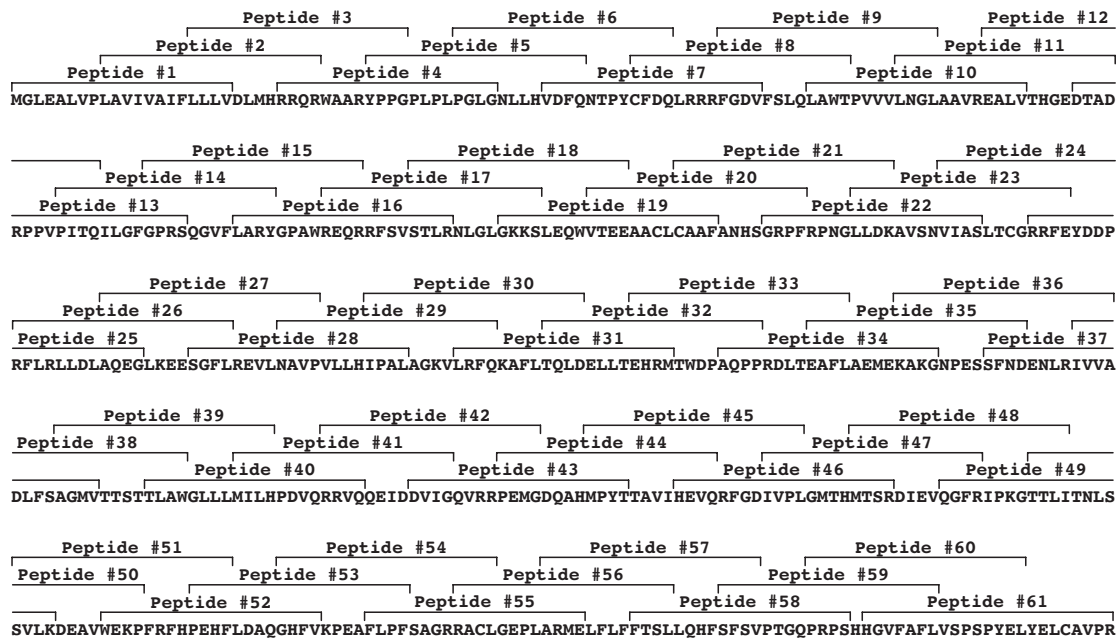 Peptide #3 Peptide #6 Peptide #9 Peptide #12
Peptide #2 Peptide #5 Peptide #8 Peptide #11
Peptide #1 Peptide #4 Peptide #7 Peptide #10
MGLEALVPLAVIVAIFLLLVDLMHRRQRWAARYPPGPLPLPGLGNLLHVDFQNTPYCFDQLRRRFGDVFSLQLAWTPVVVLNGLAAVREALVTHGEDTAD
Peptide #15 Peptide #18 Peptide #21 Peptide #24
Peptide #14 Peptide #17 Peptide #20 Peptide #23
Peptide #13 Peptide #16 Peptide #19 Peptide #22
RPPVPITQILGFGPRSQGVFLARYGPAWREQRRFSVSTLRNLGLGKKSLEQWVTEEAACLCAAFANHSGRPFRPNGLLDKAVSNVIASLTCGRRFEYDDP
Peptide #27 Peptide #30 Peptide #33 Peptide #36
Peptide #26 Peptide #29 Peptide #32 Peptide #35
Peptide #25 Peptide #28 Peptide #31 Peptide #34 Peptide #37
RFLRLLDLAQEGLKEESGFLREVLNAVPVLLHIPALAGKVLRFQKAFLTQLDELLTEHRMTWDPAQPPRDLTEAFLAEMEKAKGNPESSFNDENLRIVVA
Peptide #39 Peptide #42 Peptide #45 Peptide #48
Peptide #38 Peptide #41 Peptide #44 Peptide #47
Peptide #40 Peptide #43 Peptide #46 Peptide #49
DLFSAGMVTTSTTLAWGLLLMILHPDVQRRVQQEIDDVIGQVRRPEMGDQAHMPYTTAVIHEVQRFGDIVPLGMTHMTSRDIEVQGFRIPKGTTLITNLS
Peptide #51 Peptide #54 Peptide #57 Peptide #60
Peptide #50 Peptide #53 Peptide #56 Peptide #59
Peptide #52 Peptide #55 Peptide #58 Peptide #61
SVLKDEAVWEKPFRFHPEHFLDAQGHFVKPEAFLPFSAGRRACLGEPLARMELFLFFTSLLQHFSFSVPTGQPRPSHHGVFAFLVSPSPYELYELCAVPR